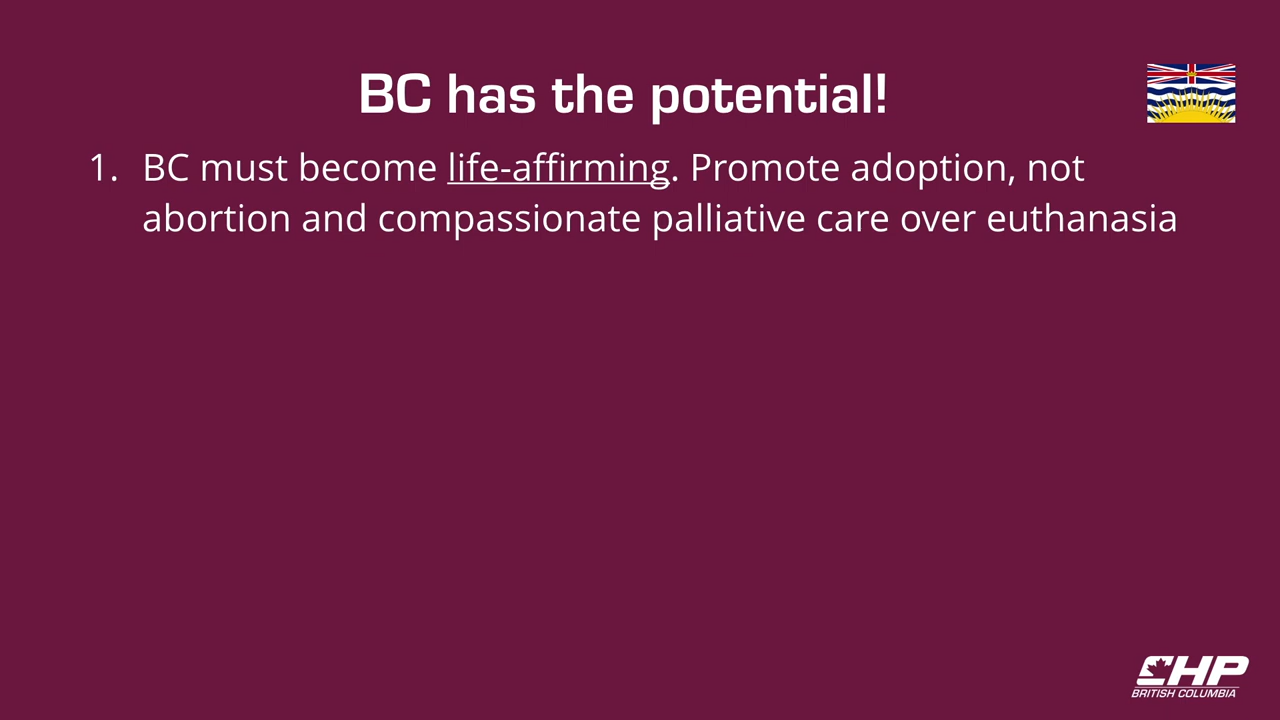 BC has the potential!
1. BC must become life-affirming. Promote adoption, not
abortion and compassionate palliative care over euthanasia
CHP
BRITISH COLUMBIA